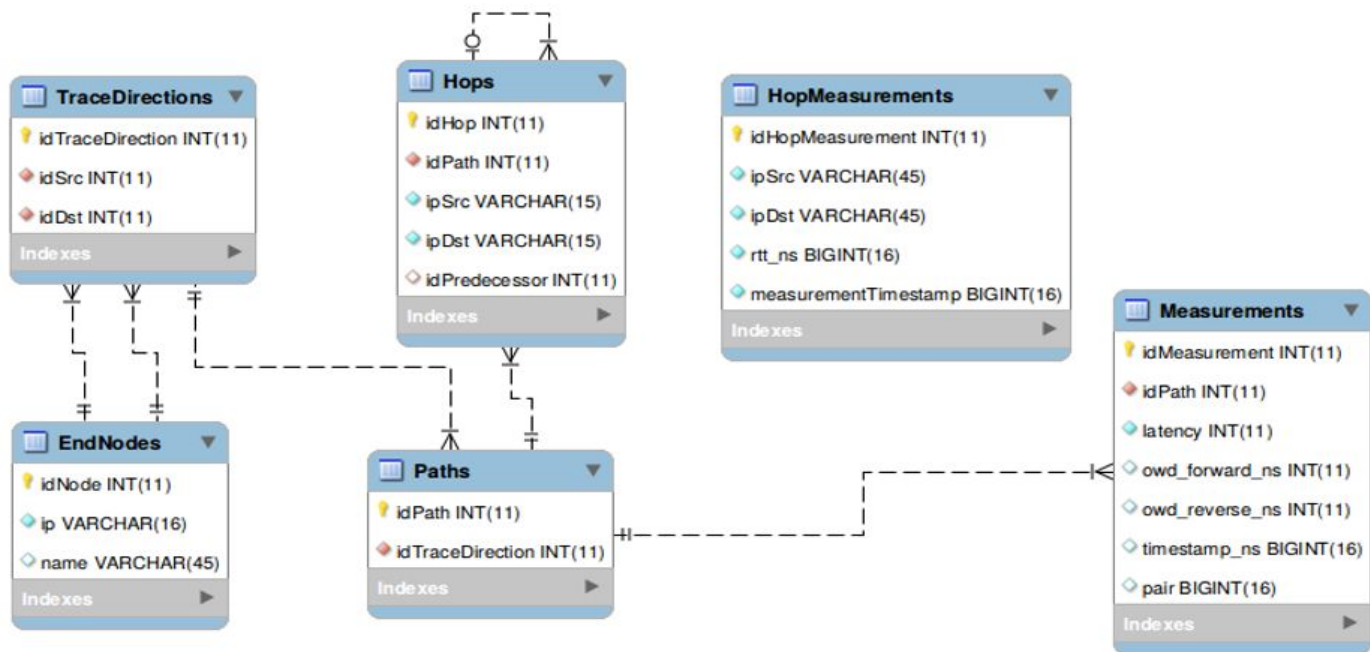 TraceDirections
idTraceDirection INT(11)
idSrc INT(11)
idDst INT(11)
Indexes
Hops
idHop INT(11)
idPath INT(11)
ipSrc VARCHAR(15)
ipDst VARCHAR(15)
idPredecessor INT(11)
Indexes
HopMeasurements
idHopMeasurement INT(11)
ipSrc VARCHAR(45)
ipDst VARCHAR(45)
rtt_ns BIGINT(16)
measurementTimestamp BIGINT(16)
Indexes
Measurements
idMeasurement INT(11)
idPath INT(11)
latency INT(11)
owd_forward_ns INT(11)
owd_reverse_ns INT(11)
timestamp_ns BIGINT(16)
pair BIGINT(16)
Indexes
EndNodes
idNode INT(11)
ip VARCHAR(16)
name VARCHAR(45)
Indexes
Paths
idPath INT(11)
idTraceDirection INT(11)
Indexes